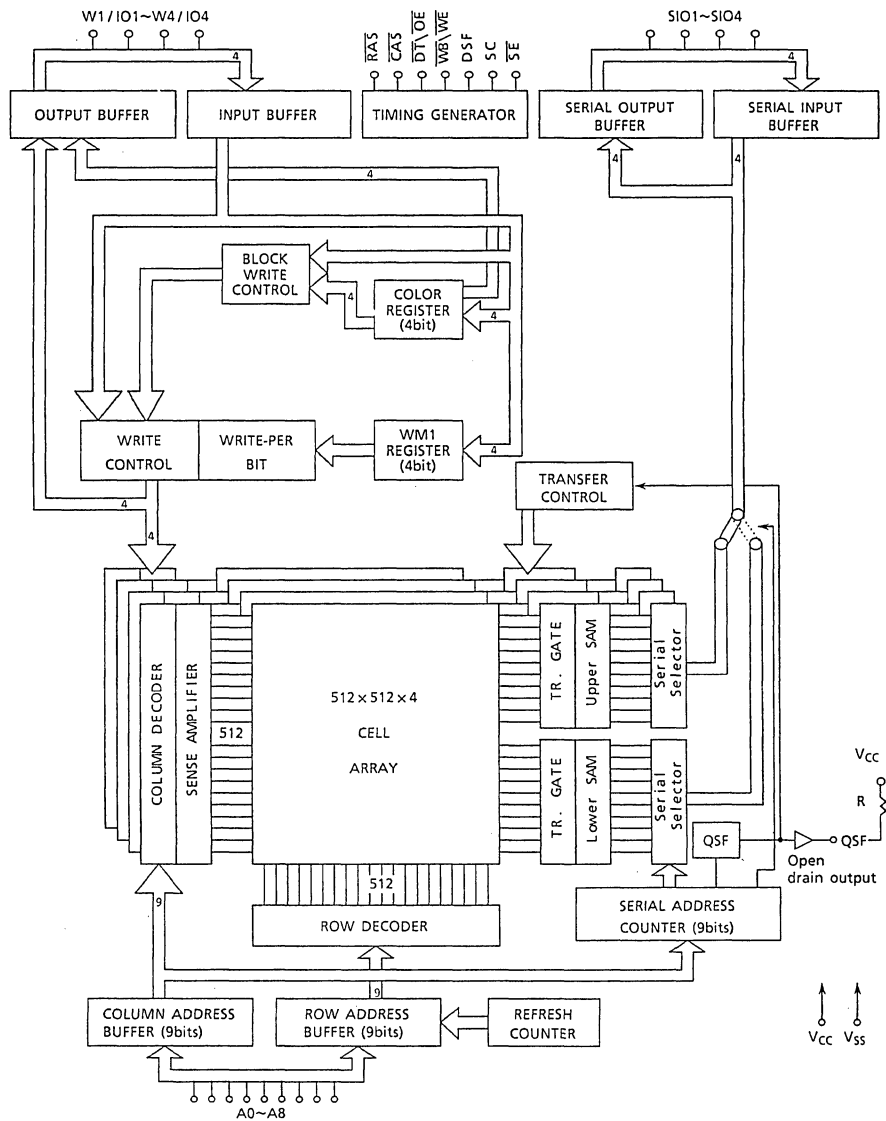 W1/IO1~W4/IO4
SIO1~SIO4
RAS
CAS
DT\OE
WB\WE
DSF
SC
SE
4
4
OUTPUT BUFFER
INPUT BUFFER
TIMING GENERATOR
SERIAL OUTPUT
BUFFER
SERIAL INPUT
BUFFER
4
4
4
BLOCK
WRITE
CONTROL
4
COLOR
REGISTER
(4bit)
4
WRITE
CONTROL
WRITE-PER
BIT
WM1
REGISTER
(4bit)
4
TRANSFER
CONTROL
4
4
COLUMN DECODER
SENSE AMPLIFIER
512
512×512×4
CELL
ARRAY
TR. GATE
Upper SAM
Serial
Selector
TR. GATE
Lower SAM
Serial
Selector
VCC
R
QSF
QSF
Open
drain output
512
9
ROW DECODER
SERIAL ADDRESS
COUNTER (9bits)
9
COLUMN ADDRESS
BUFFER (9bits)
ROW ADDRESS
BUFFER (9bits)
REFRESH
COUNTER
VCC
VSS
A0~A8